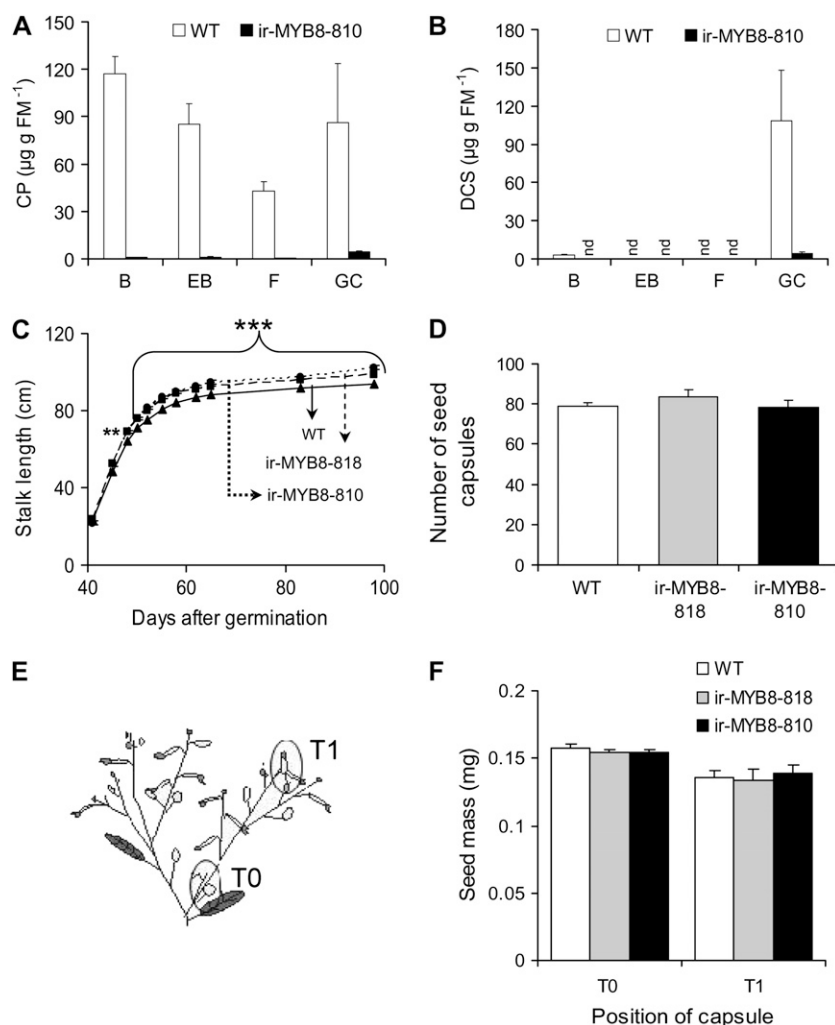 A
WT ir-MYB8-810
CP (µg g FM⁻¹)
150
120
90
60
30
0
B EB F GC
B
WT ir-MYB8-810
DCS (µg g FM⁻¹)
180
150
120
90
60
30
0
nd nd nd nd nd
B EB F GC
C
Stalk length (cm)
120
80
40
0
**
***
WT
ir-MYB8-818
ir-MYB8-810
40 60 80 100
Days after germination
D
Number of seed
capsules
100
80
60
40
20
0
WT ir-MYB8- ir-MYB8-
818 810
E
T1
T0
F
WT
ir-MYB8-818
ir-MYB8-810
Seed mass (mg)
0.2
0.15
0.1
0.05
0
T0 T1
Position of capsule